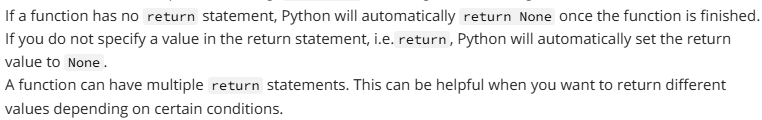 If a function has no return statement, Python will automatically return None once the function is finished.
If you do not specify a value in the return statement, i.e. return, Python will automatically set the return
value to None.
A function can have multiple return statements. This can be helpful when you want to return different
values depending on certain conditions.